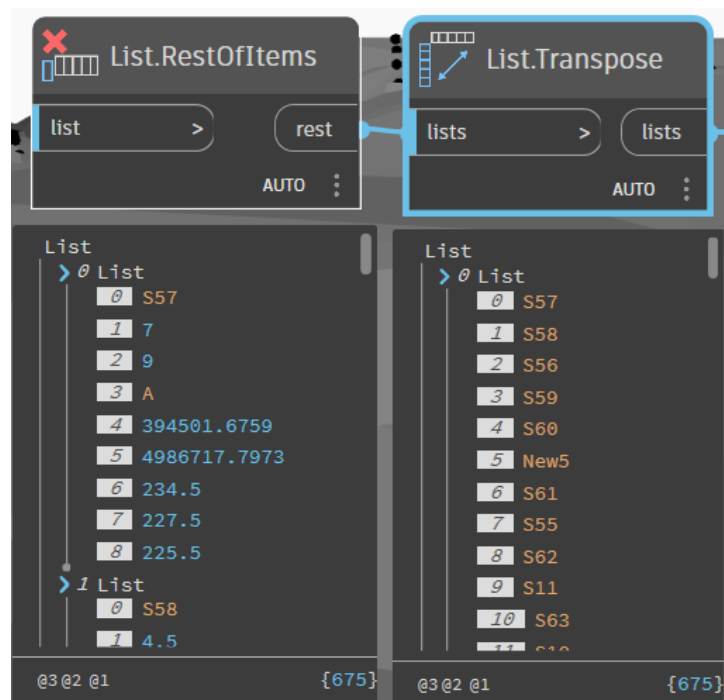 List.RestOfItems
list > rest
AUTO
List
0 List
0 S57
1 7
2 9
3 A
4 394501.6759
5 4986717.7973
6 234.5
7 227.5
8 225.5
1 List
0 S58
1 4.5
@3 @2 @1 {675}
List.Transpose
lists > lists
AUTO
List
0 List
0 S57
1 S58
2 S56
3 S59
4 S60
5 New5
6 S61
7 S55
8 S62
9 S11
10 S63
11 S10
@3 @2 @1 {675}